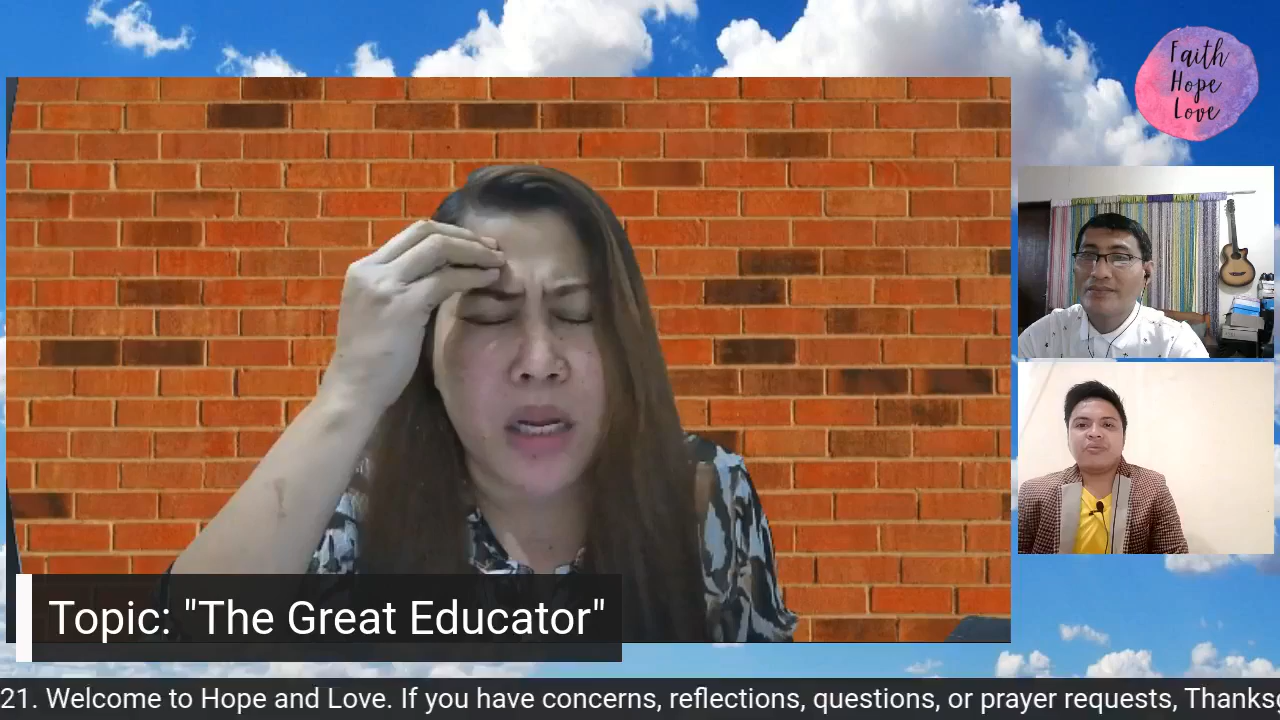 Faith
Hope
Love
Topic: "The Great Educator"
21. Welcome to Hope and Love. If you have concerns, reflections, questions, or prayer requests, Thanksg